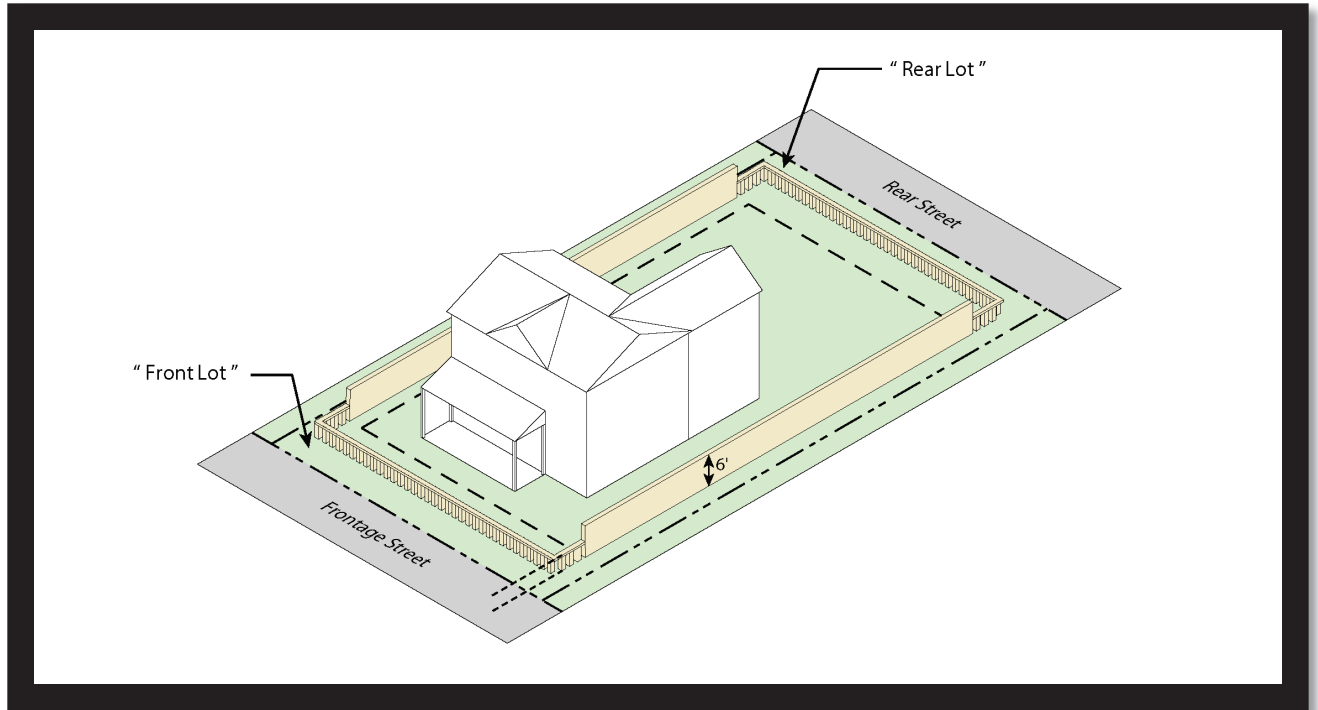 “ Rear Lot ”
Rear Street
“ Front Lot ”
6'
Frontage Street